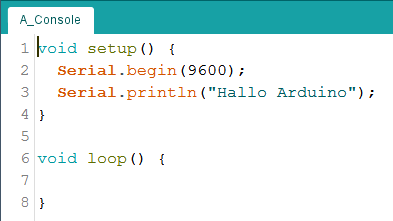 A_Console
1 void setup() {
2   Serial.begin(9600);
3   Serial.println("Hallo Arduino");
4 }
5
6 void loop() {
7
8 }